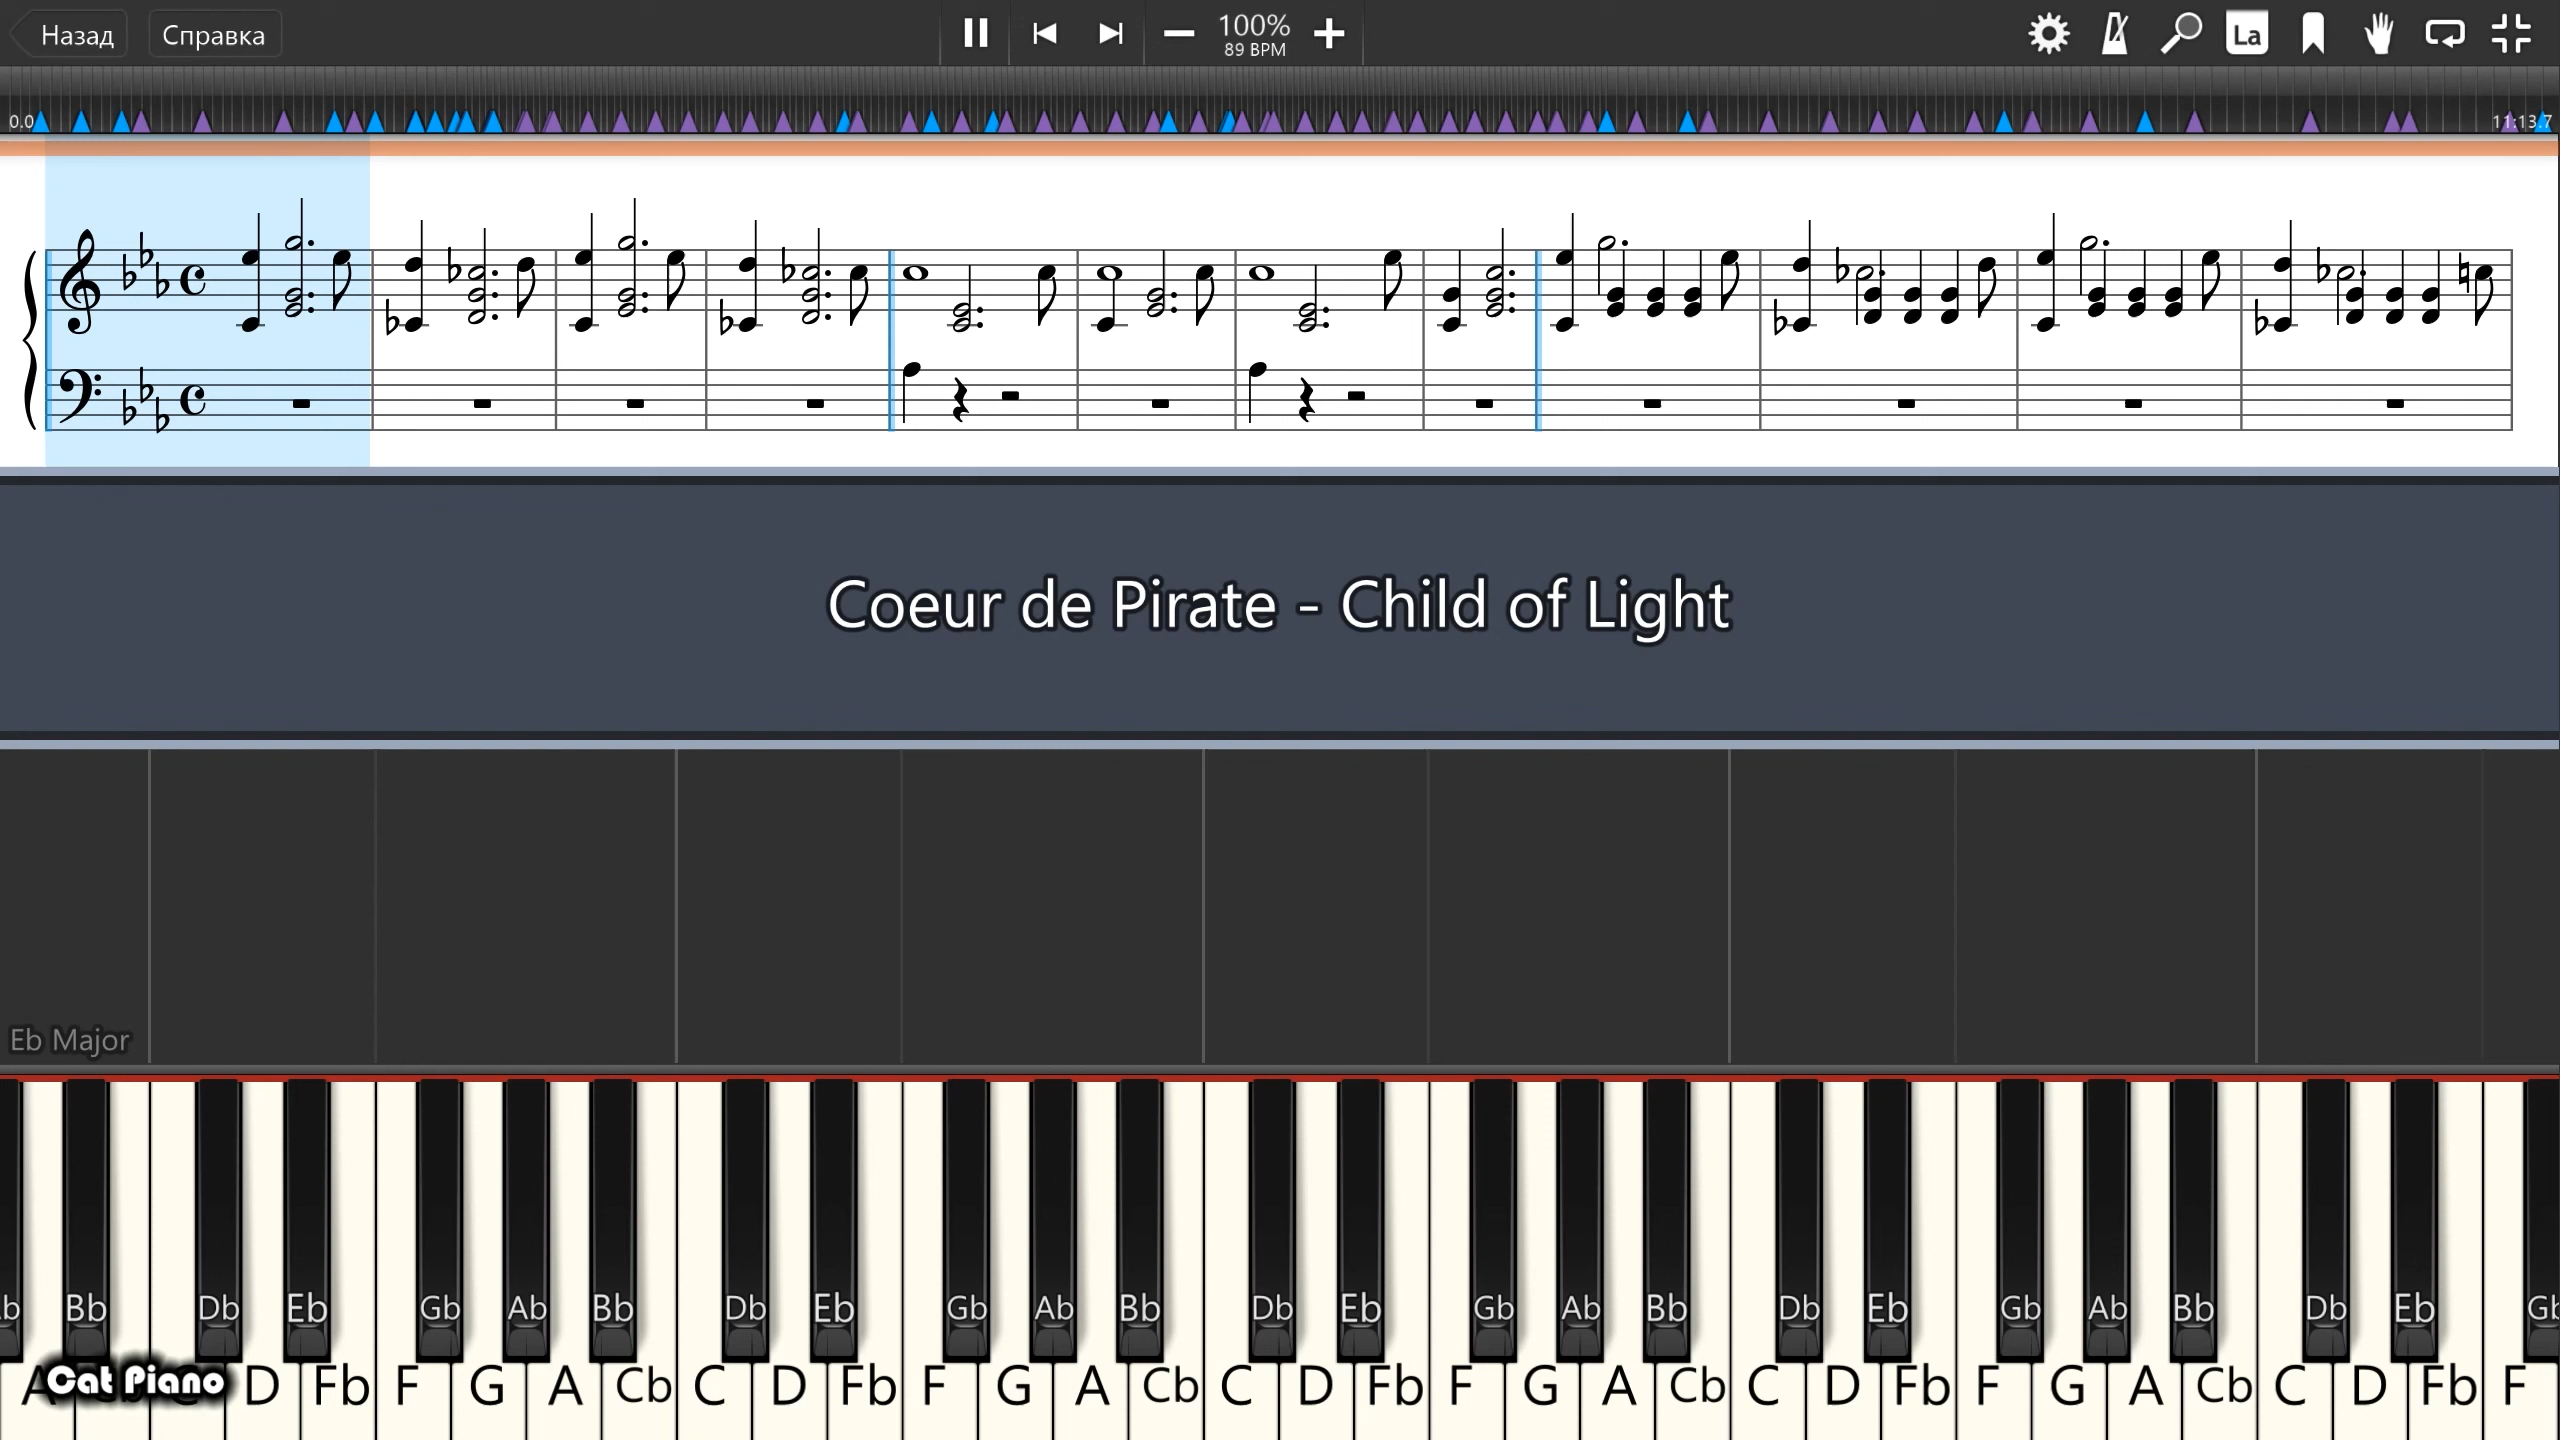 Назад Справка 100% La
89 BPM
0.0 11:13.7
Coeur de Pirate - Child of Light
Eb Major
Bb Db Eb Gb Ab Bb Db Eb Gb Ab Bb Db Eb Gb Ab Bb Db Eb Gb Ab Bb Db Eb
Cat Piano D Fb F G A Cb C D Fb F G A Cb C D Fb F G A Cb C D Fb F G A Cb C D Fb F